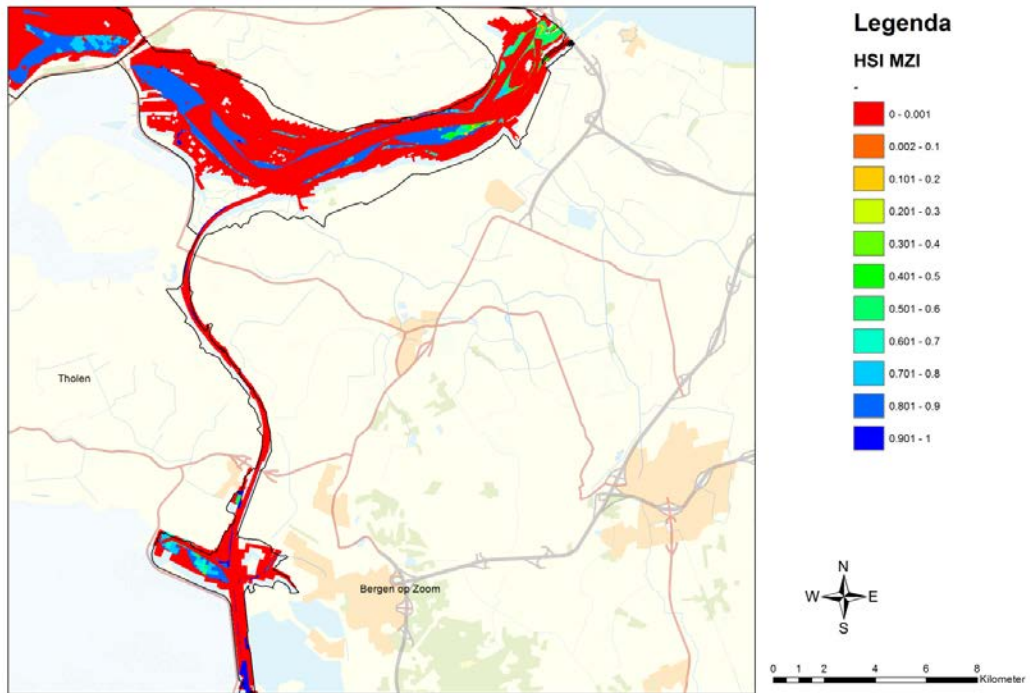 Legenda
HSI MZI
-
0 - 0.001
0.002 - 0.1
0.101 - 0.2
0.201 - 0.3
0.301 - 0.4
0.401 - 0.5
0.501 - 0.6
0.601 - 0.7
0.701 - 0.8
0.801 - 0.9
0.901 - 1
Tholen
Bergen op Zoom
N
W E
S
0 1 2 4 6 8
Kilometer